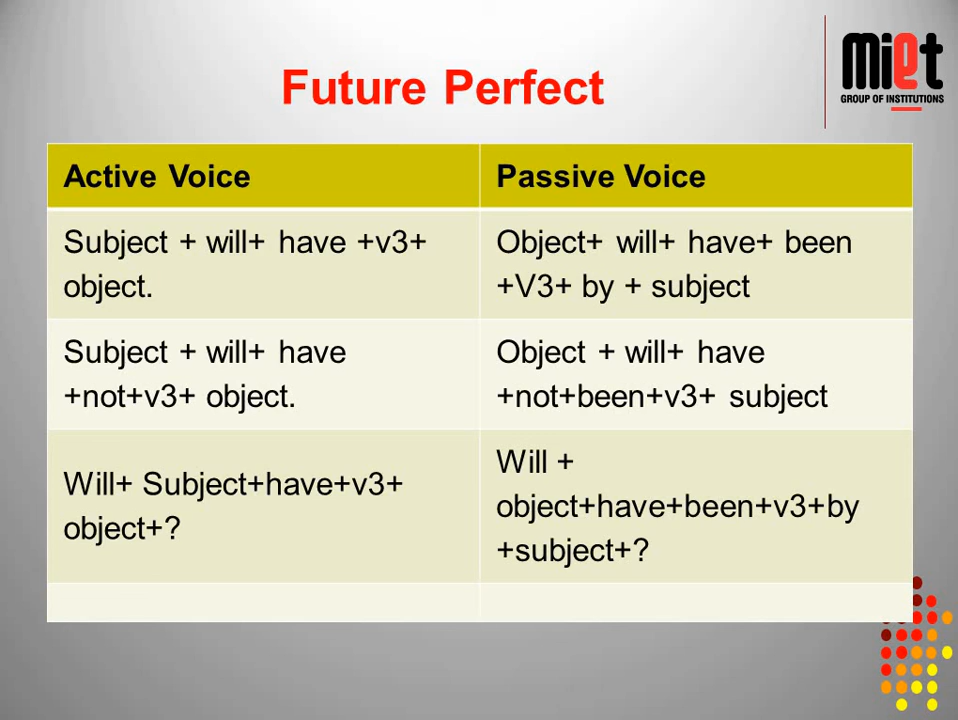 miet
GROUP OF INSTITUTIONS
Future Perfect
Active Voice
Passive Voice
Subject + will+ have +v3+
object.
Object+ will+ have+ been
+V3+ by + subject
Subject + will+ have
+not+v3+ object.
Object + will+ have
+not+been+v3+ subject
Will+ Subject+have+v3+
object+?
Will +
object+have+been+v3+by
+subject+?